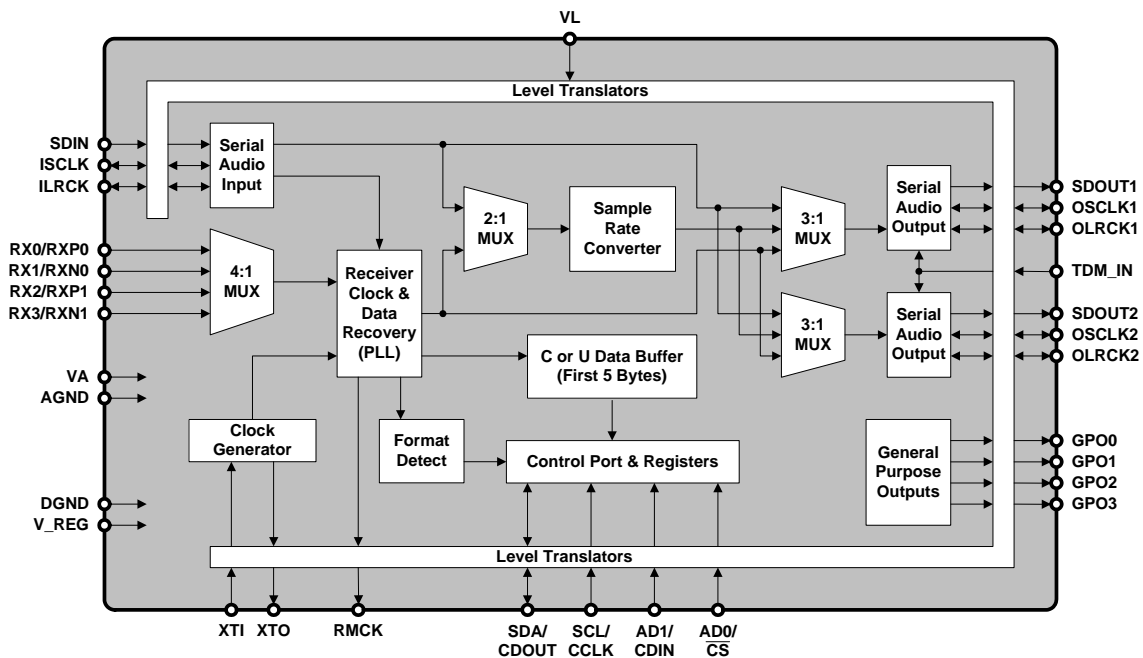 VL
Level Translators
SDIN
ISCLK
ILRCK
Serial
Audio
Input
RX0/RXP0
RX1/RXN0
RX2/RXP1
RX3/RXN1
4:1
MUX
Receiver
Clock &
Data
Recovery
(PLL)
2:1
MUX
Sample
Rate
Converter
3:1
MUX
3:1
MUX
Serial
Audio
Output
Serial
Audio
Output
SDOUT1
OSCLK1
OLRCK1
TDM_IN
SDOUT2
OSCLK2
OLRCK2
VA
AGND
C or U Data Buffer
(First 5 Bytes)
Clock
Generator
Format
Detect
Control Port & Registers
General
Purpose
Outputs
GPO0
GPO1
GPO2
GPO3
DGND
V_REG
Level Translators
XTI
XTO
RMCK
SDA/
CDOUT
SCL/
CCLK
AD1/
CDIN
AD0/
CS